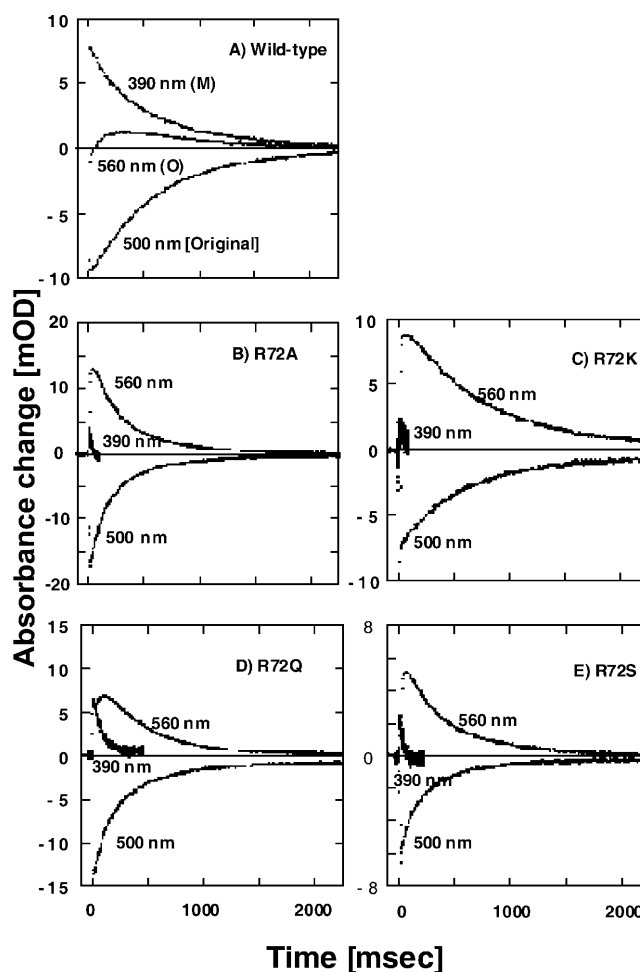 Absorbance change [mOD]
10
5
0
- 5
- 10
A) Wild-type
390 nm (M)
560 nm (O)
500 nm [Original]
0
1000
2000
20
10
0
-10
-20
B) R72A
560 nm
390 nm
500 nm
10
5
0
- 5
- 10
C) R72K
560 nm
390 nm
500 nm
15
10
5
0
-5
-10
-15
D) R72Q
560 nm
390 nm
500 nm
0
1000
2000
8
0
- 8
E) R72S
560 nm
390 nm
500 nm
0
1000
2000
Time [msec]